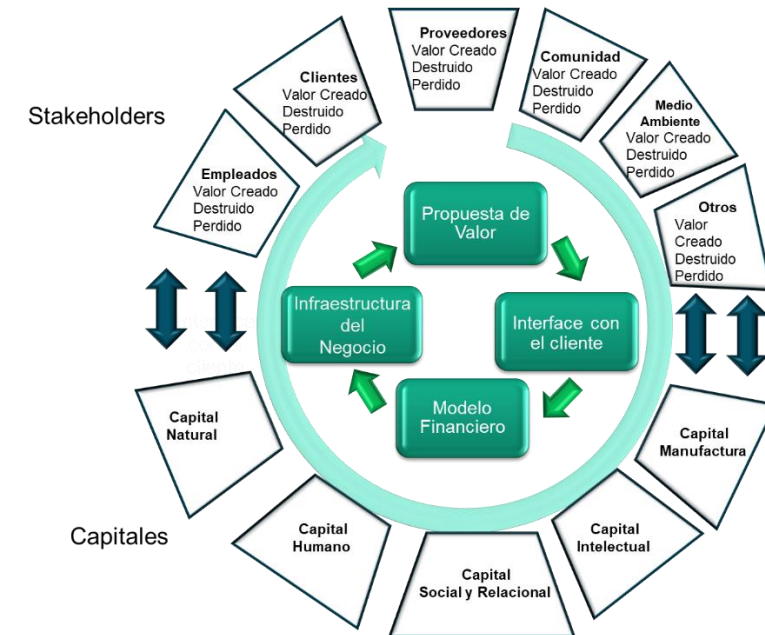 Stakeholders
Empleados
Valor Creado
Destruido
Perdido
Clientes
Valor Creado
Destruido
Perdido
Proveedores
Valor Creado
Destruido
Perdido
Comunidad
Valor Creado
Destruido
Perdido
Medio
Ambiente
Valor Creado
Destruido
Perdido
Otros
Valor
Creado
Destruido
Perdido
Propuesta de
Valor
Interface con
el cliente
Modelo
Financiero
Infraestructura
del
Negocio
Capitales
Capital
Natural
Capital
Humano
Capital
Social y Relacional
Capital
Intelectual
Capital
Manufactura